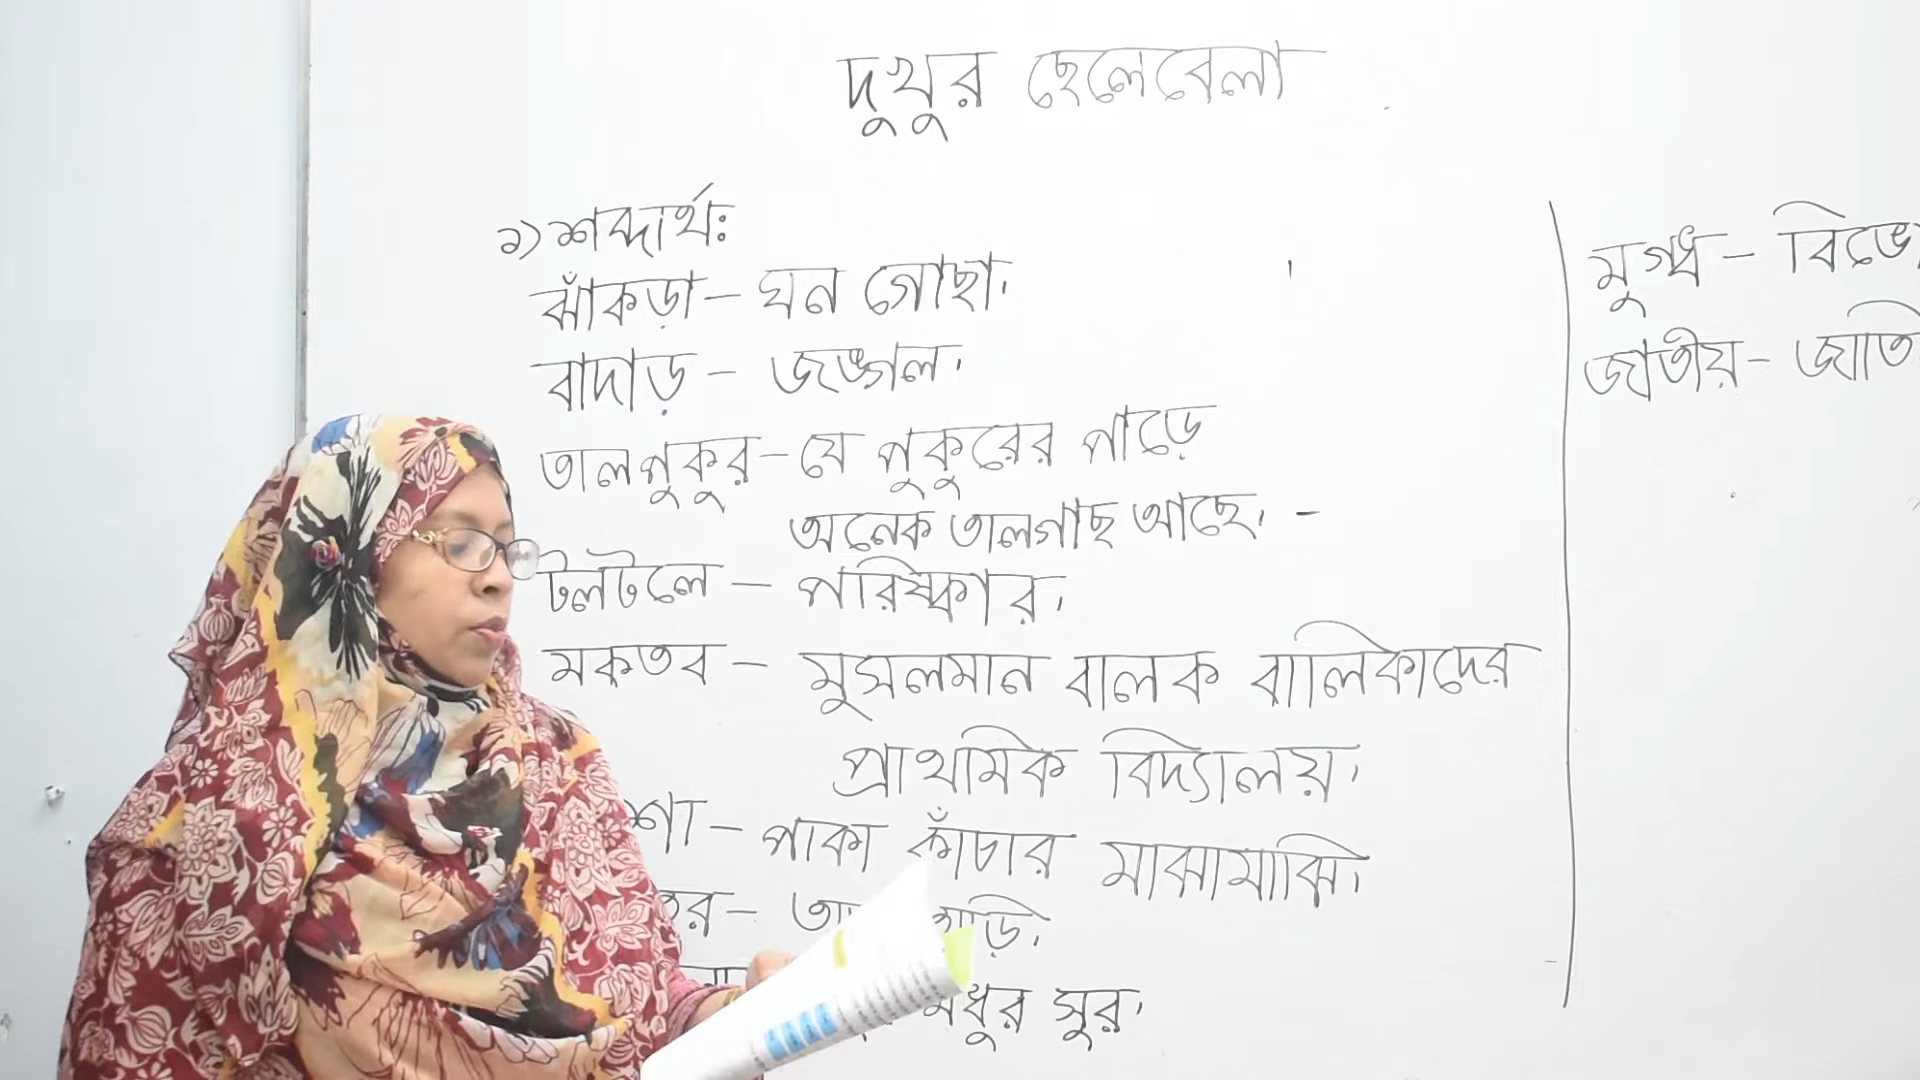 দুখুর ছেলেবেলা
১) শব্দার্থঃ
ঝাঁকড়া – ঘন গোছা।
বাদাড় – জঙ্গল।
তালপুকুর – যে পুকুরের পাড়ে
অনেক তালগাছ আছে। -
টলটলে – পরিষ্কার।
মকতব – মুসলমান বালক বালিকাদের
প্রাথমিক বিদ্যালয়।
– পাকা কাঁচার মাঝামাঝি।
মধুর সুর।
মুগ্ধ –
জাতীয় –